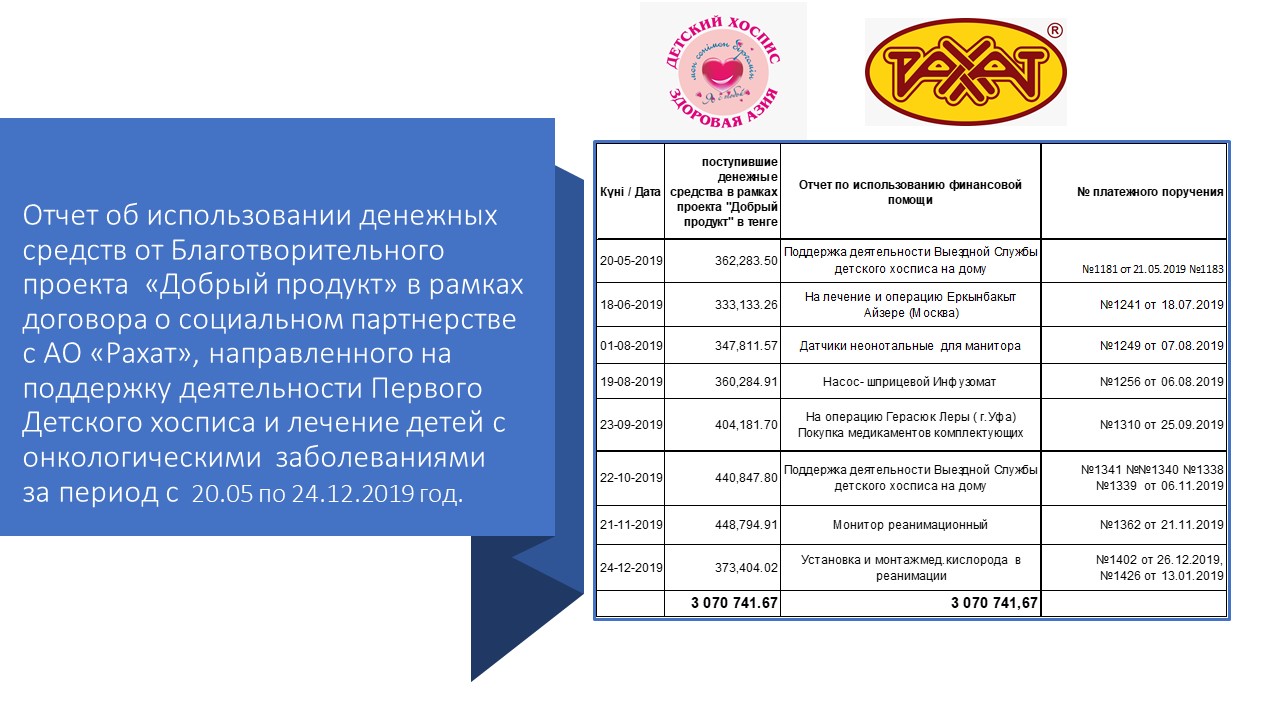 ДЕТСКИЙ ХОСПИС
ЗДОРОВАЯ АЗИЯ
РАХАТ
®
Отчет об использовании денежных
средств от Благотворительного
проекта «Добрый продукт» в рамках
договора о социальном партнерстве
с АО «Рахат», направленного на
поддержку деятельности Первого
Детского хосписа и лечение детей с
онкологическими заболеваниями
за период с 20.05 по 24.12.2019 год.
Күні / Дата
поступившие
денежные
средства в рамках
проекта "Добрый
продукт" в тенге
Отчет по использованию финансовой
помощи
№ платежного поручения
20-05-2019
362,283.50
Поддержка деятельности Выездной Службы
детского хосписа на дому
№1181 от 21.05.2019 №1183
18-06-2019
333,133.26
На лечение и операцию Еркынбакыт
Айзере (Москва)
№1241 от 18.07.2019
01-08-2019
347,811.57
Датчики неонотальные для манитора
№1249 от 07.08.2019
19-08-2019
360,284.91
Насос- шприцевой Инфузомат
№1256 от 06.08.2019
23-09-2019
404,181.70
На операцию Герасюк Леры ( г.Уфа)
Покупка медикаментов комплектующих
№1310 от 25.09.2019
22-10-2019
440,847.80
Поддержка деятельности Выездной Службы
детского хосписа на дому
№1341 №№1340 №1338
№1339 от 06.11.2019
21-11-2019
448,794.91
Монитор реанимационный
№1362 от 21.11.2019
24-12-2019
373,404.02
Установка и монтажмед.кислорода в
реанимации
№1402 от 26.12.2019,
№1426 от 13.01.2019
3 070 741.67
3 070 741,67